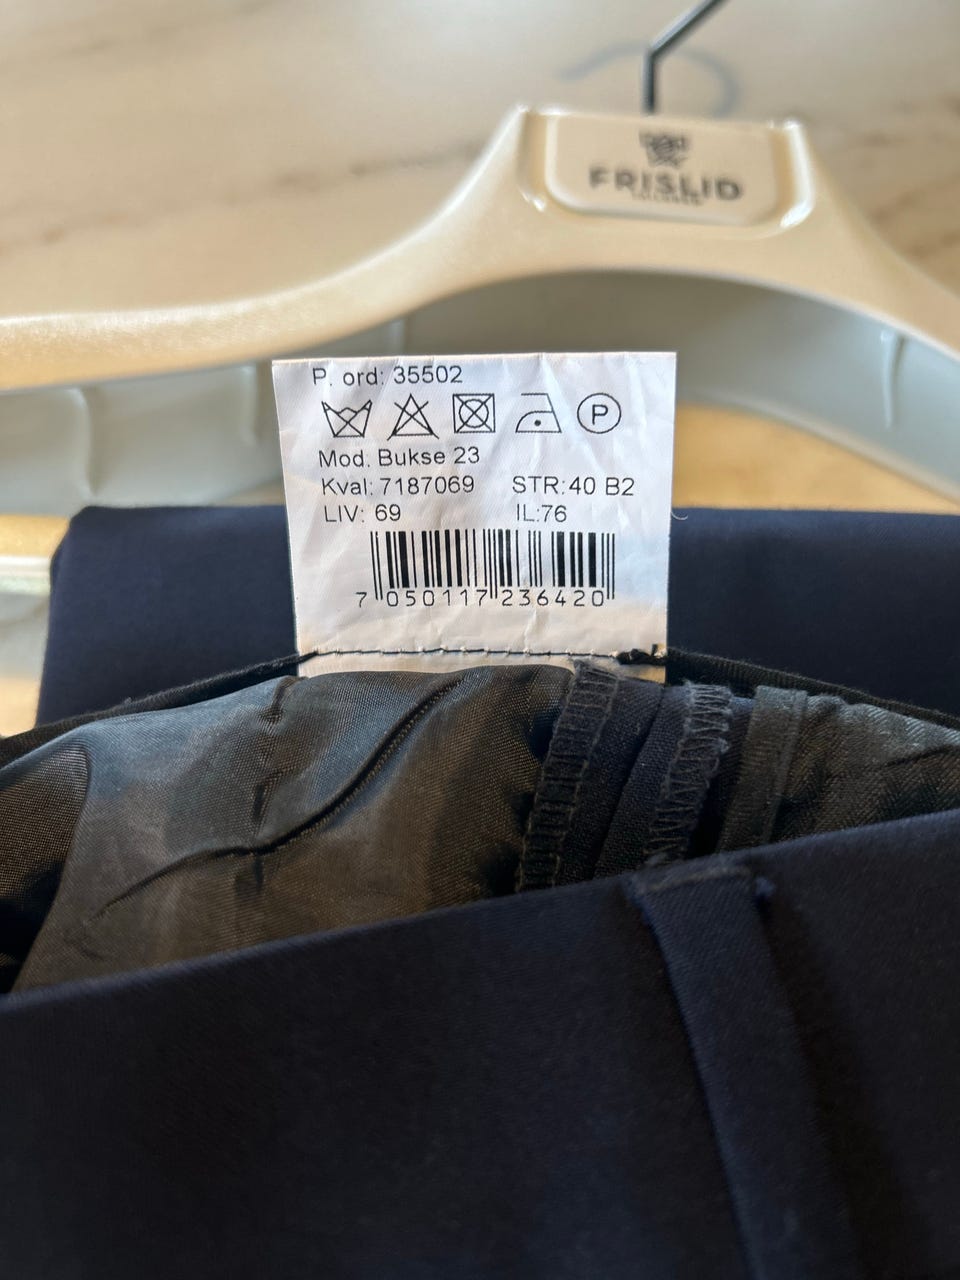 FRISLID
P. ord: 35502
P
Mod. Bukse 23
Kval: 7187069 STR:40 B2
LIV: 69 IL:76
7 050117 236420